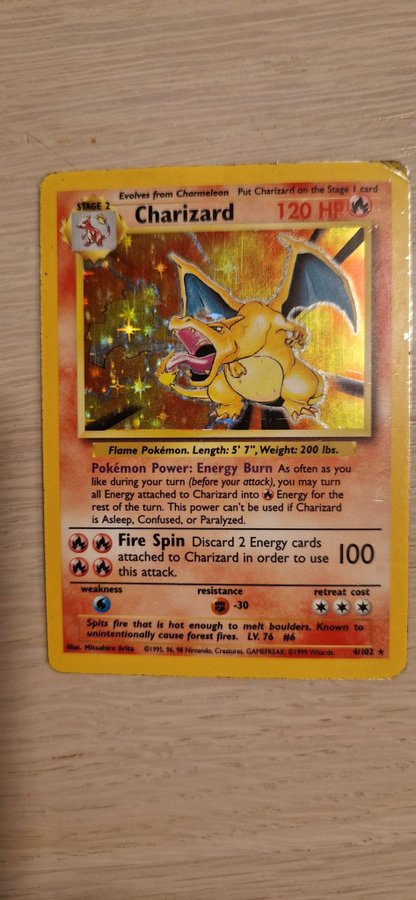 Evolves from Charmeleon Put Charizard on the Stage 1 card
STAGE 2
Charizard 120 HP
Flame Pokémon. Length: 5' 7", Weight: 200 lbs.
Pokémon Power: Energy Burn As often as you
like during your turn (before your attack), you may turn
all Energy attached to Charizard into Energy for the
rest of the turn. This power can't be used if Charizard
is Asleep, Confused, or Paralyzed.
Fire Spin Discard 2 Energy cards
attached to Charizard in order to use
this attack.
100
weakness resistance retreat cost
-30
Spits fire that is hot enough to melt boulders. Known to
unintentionally cause forest fires. LV. 76 #6
Illus. Mitsuhiro Arita ©1995, 96, 98 Nintendo, Creatures, GAMEFREAK. ©1999 Wizards. 4/102 ★